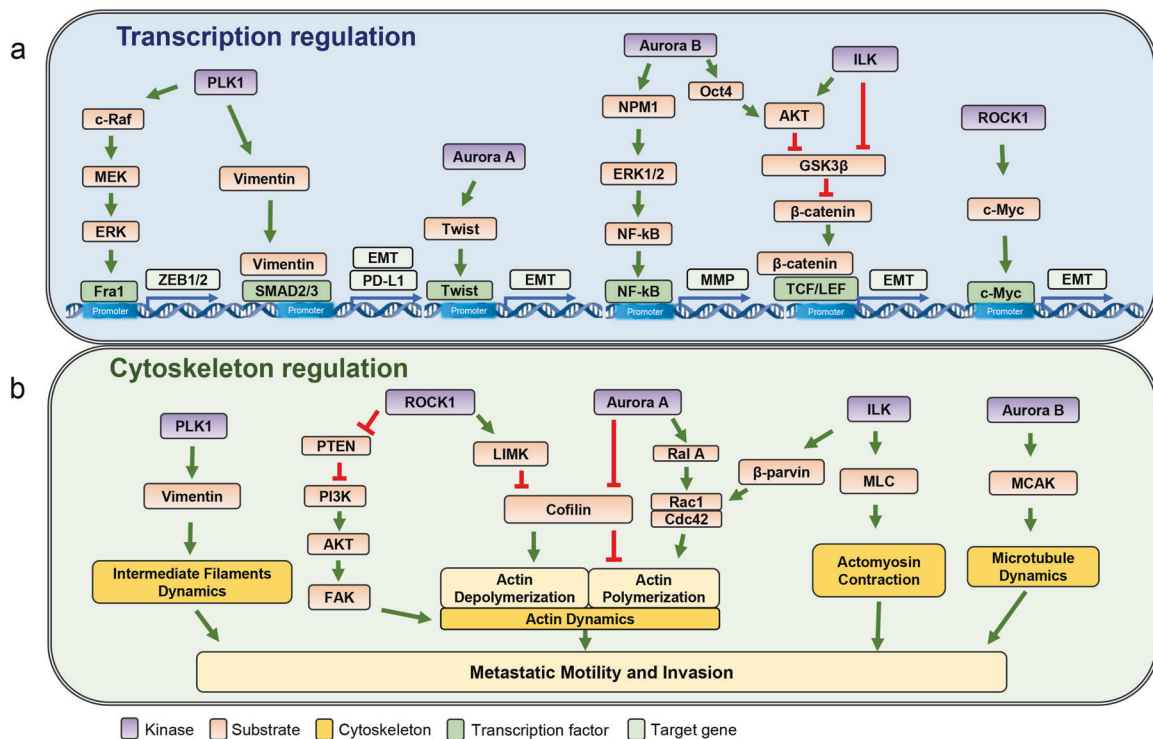 a
Transcription regulation
Aurora B
ILK
PLK1
Oct4
c-Raf
NPM1
AKT
ROCK1
Aurora A
MEK
Vimentin
ERK1/2
GSK3β
ERK
Twist
NF-kB
β-catenin
c-Myc
Vimentin
EMT
β-catenin
Fra1
ZEB1/2
SMAD2/3
PD-L1
Twist
EMT
NF-kB
MMP
TCF/LEF
EMT
c-Myc
EMT
Promoter
Promoter
Promoter
Promoter
Promoter
Promoter
b
Cytoskeleton regulation
PLK1
ROCK1
Aurora A
ILK
Aurora B
PTEN
LIMK
Ral A
β-parvin
MLC
MCAK
Vimentin
PI3K
Cofilin
Rac1
Cdc42
AKT
Intermediate Filaments
Dynamics
FAK
Actin
Depolymerization
Actin
Polymerization
Actin Dynamics
Actomyosin
Contraction
Microtubule
Dynamics
Metastatic Motility and Invasion
Kinase
Substrate
Cytoskeleton
Transcription factor
Target gene